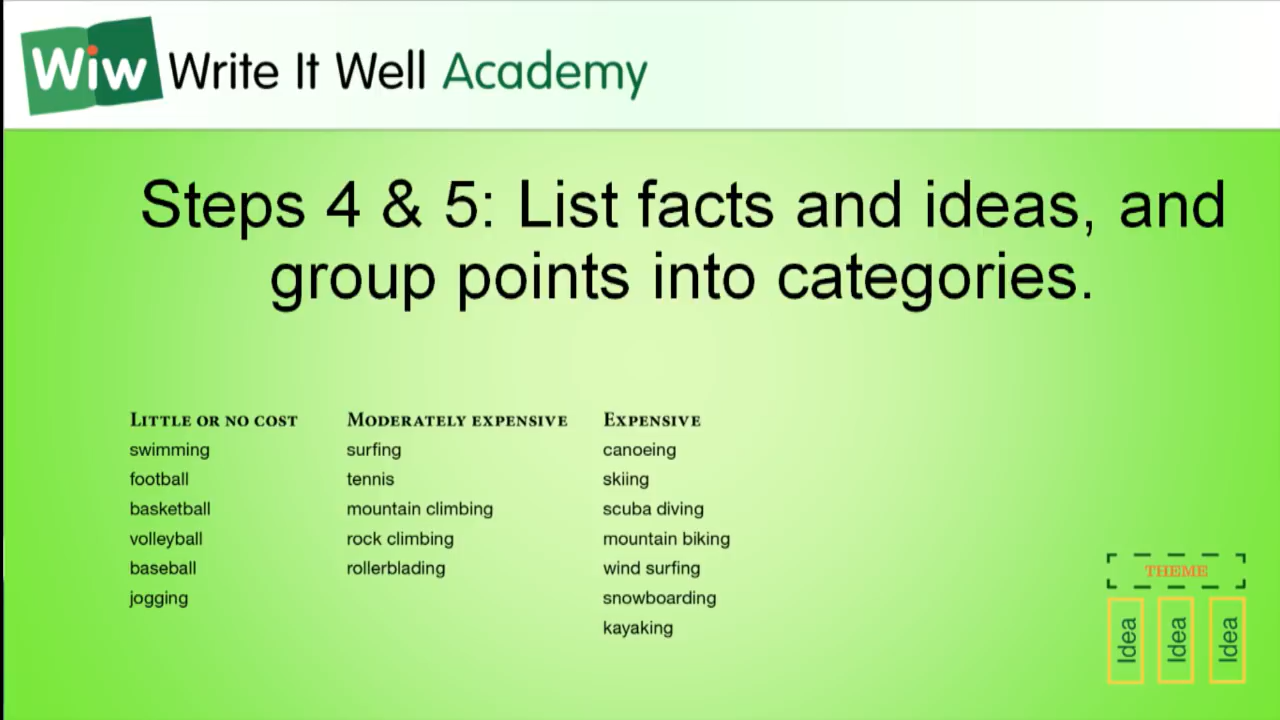 Wiw Write It Well Academy
Steps 4 & 5: List facts and ideas, and
group points into categories.
LITTLE OR NO COST
swimming
football
basketball
volleyball
baseball
jogging
MODERATELY EXPENSIVE
surfing
tennis
mountain climbing
rock climbing
rollerblading
EXPENSIVE
canoeing
skiing
scuba diving
mountain biking
wind surfing
snowboarding
kayaking
THEME
Idea
Idea
Idea